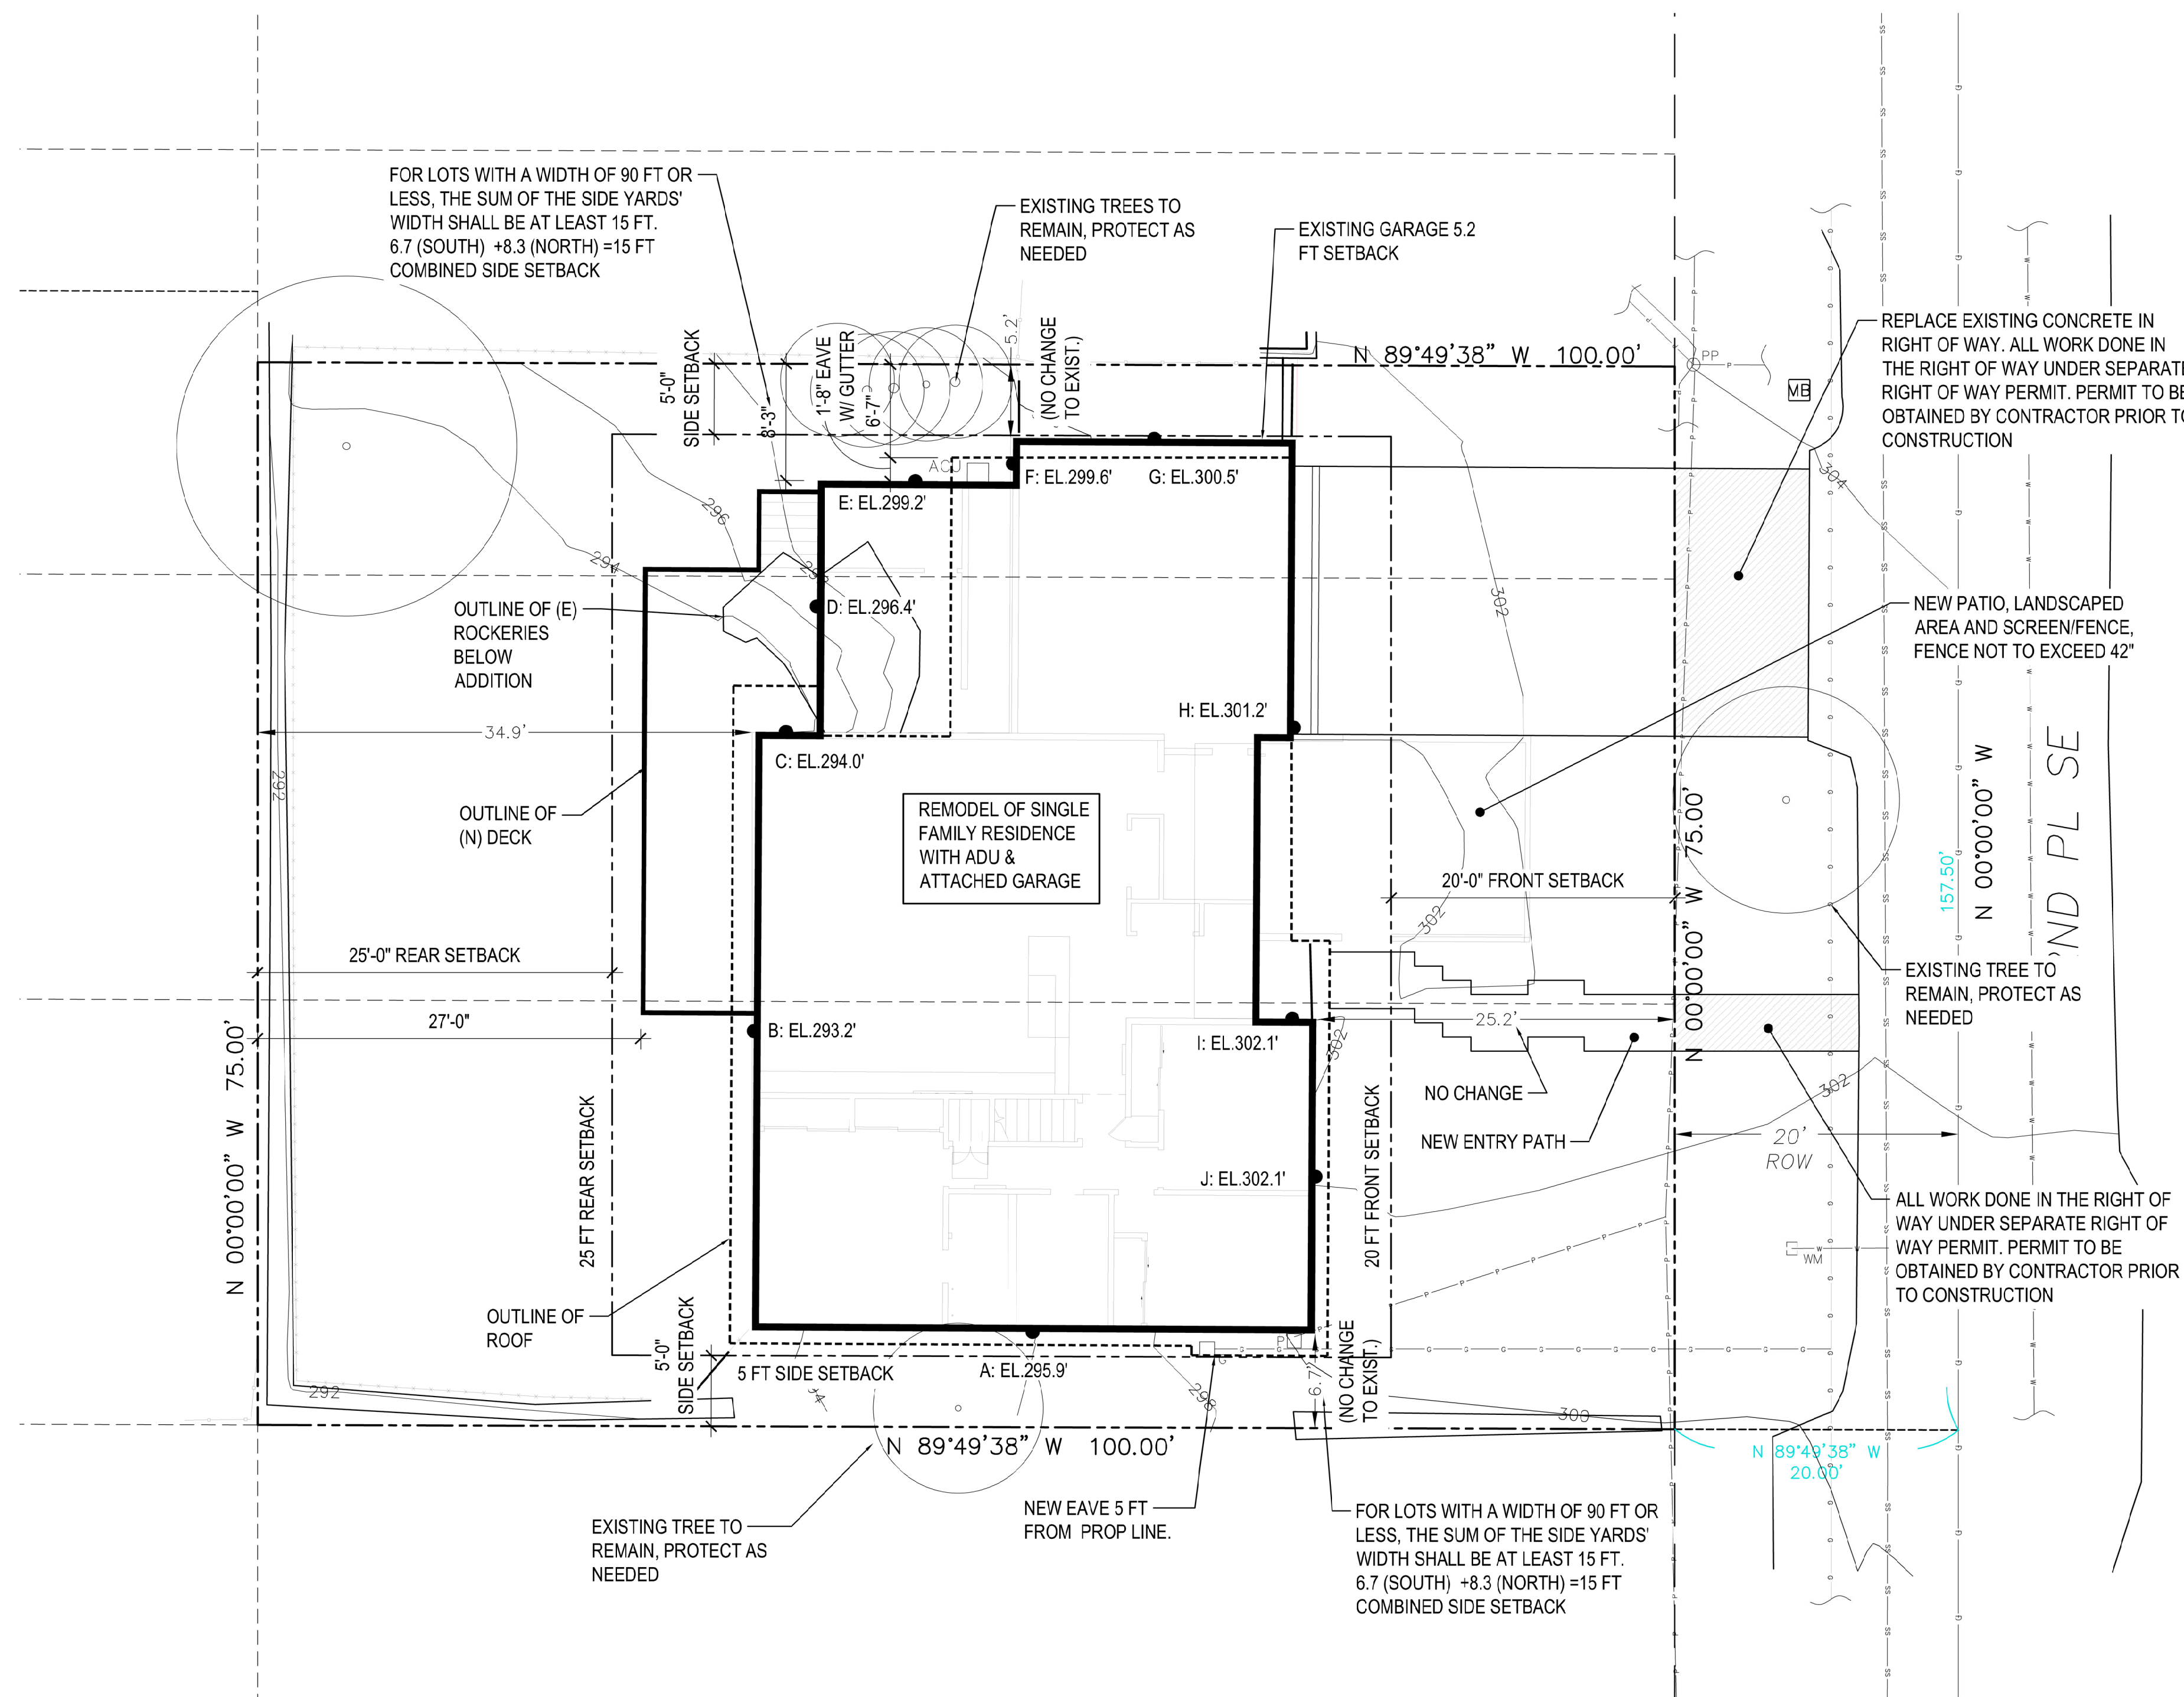 FOR LOTS WITH A WIDTH OF 90 FT OR
LESS, THE SUM OF THE SIDE YARDS'
WIDTH SHALL BE AT LEAST 15 FT.
6.7 (SOUTH) +8.3 (NORTH) =15 FT
COMBINED SIDE SETBACK
EXISTING TREES TO
REMAIN, PROTECT AS
NEEDED
EXISTING GARAGE 5.2
FT SETBACK
REPLACE EXISTING CONCRETE IN
RIGHT OF WAY. ALL WORK DONE IN
THE RIGHT OF WAY UNDER SEPARATE
RIGHT OF WAY PERMIT. PERMIT TO BE
OBTAINED BY CONTRACTOR PRIOR TO
CONSTRUCTION
5'-0"
SIDE SETBACK
8'-3"
1'-8" EAVE
W/ GUTTER
6'-7"
5.2'
(NO CHANGE
TO EXIST.)
N 89°49'38" W 100.00'
PP
MB
304
ACU
F: EL.299.6'
G: EL.300.5'
E: EL.299.2'
296
294
302
D: EL.296.4'
OUTLINE OF (E)
ROCKERIES
BELOW
ADDITION
NEW PATIO, LANDSCAPED
AREA AND SCREEN/FENCE,
FENCE NOT TO EXCEED 42"
34.9'
H: EL.301.2'
C: EL.294.0'
292
OUTLINE OF
(N) DECK
REMODEL OF SINGLE
FAMILY RESIDENCE
WITH ADU &
ATTACHED GARAGE
20'-0" FRONT SETBACK
302
N 00°00'00" W 75.00'
157.50'
N 00°00'00" W
ND PL SE
25'-0" REAR SETBACK
27'-0"
EXISTING TREE TO
REMAIN, PROTECT AS
NEEDED
B: EL.293.2'
I: EL.302.1'
25.2'
302
NO CHANGE
NEW ENTRY PATH
302
20'
ROW
N 00°00'00" W 75.00'
25 FT REAR SETBACK
20 FT FRONT SETBACK
J: EL.302.1'
ALL WORK DONE IN THE RIGHT OF
WAY UNDER SEPARATE RIGHT OF
WAY PERMIT. PERMIT TO BE
OBTAINED BY CONTRACTOR PRIOR
TO CONSTRUCTION
WM
OUTLINE OF
ROOF
5'-0"
SIDE SETBACK
5 FT SIDE SETBACK
A: EL.295.9'
6.7'
(NO CHANGE
TO EXIST.)
292
298
300
N 89°49'38" W 100.00'
N 89°49'38" W
20.00'
EXISTING TREE TO
REMAIN, PROTECT AS
NEEDED
NEW EAVE 5 FT
FROM PROP LINE.
FOR LOTS WITH A WIDTH OF 90 FT OR
LESS, THE SUM OF THE SIDE YARDS'
WIDTH SHALL BE AT LEAST 15 FT.
6.7 (SOUTH) +8.3 (NORTH) =15 FT
COMBINED SIDE SETBACK